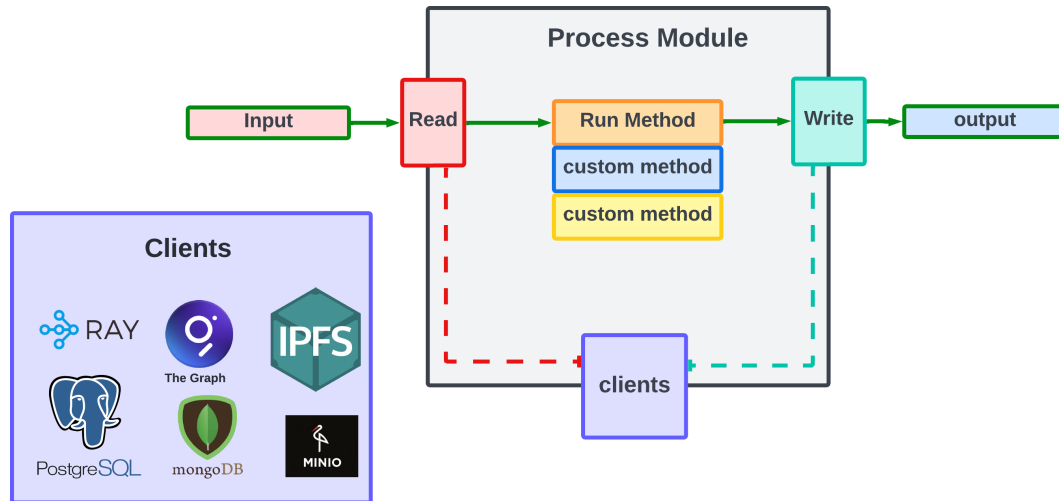 Process Module
Input
Read
Run Method
Write
output
custom method
custom method
Clients
RAY
The Graph
IPFS
PostgreSQL
mongoDB
MINIO
clients